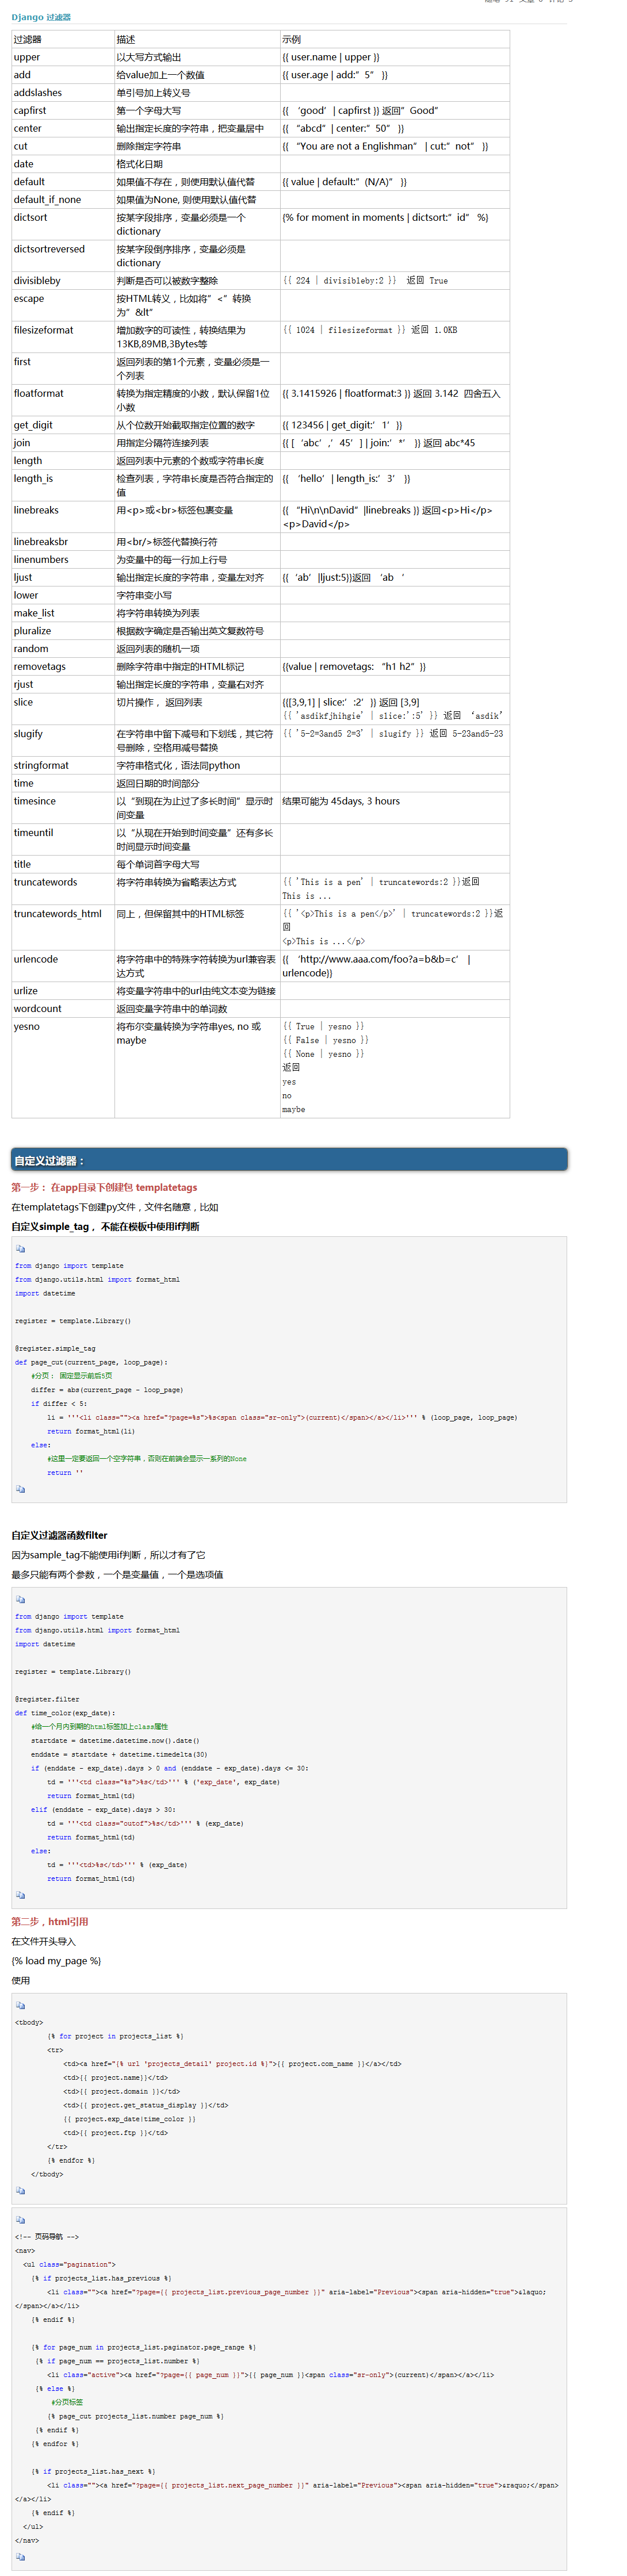 Django 过滤器
过滤器 描述 示例
upper 以大写方式输出 {{ user.name | upper }}
add 给value加上一个数值 {{ user.age | add:”5” }}
addslashes 单引号加上转义号
capfirst 第一个字母大写 {{ ‘good’| capfirst }} 返回”Good”
center 输出指定长度的字符串，把变量居中 {{ “abcd”| center:”50” }}
cut 删除指定字符串 {{ “You are not a Englishman” | cut:”not” }}
date 格式化日期
default 如果值不存在，则使用默认值代替 {{ value | default:”(N/A)” }}
default_if_none 如果值为None, 则使用默认值代替
dictsort 按某字段排序，变量必须是一个 {% for moment in moments | dictsort:”id” %}
dictionary
dictsortreversed 按某字段倒序排序，变量必须是
dictionary
divisibleby 判断是否可以被数字整除 {{ 224 | divisibleby:2 }} 返回 True
escape 按HTML转义，比如将”<”转换
为”&lt”
filesizeformat 增加数字的可读性，转换结果为 {{ 1024 | filesizeformat }} 返回 1.0KB
13KB,89MB,3Bytes等
first 返回列表的第1个元素，变量必须是一
个列表
floatformat 转换为指定精度的小数，默认保留1位 {{ 3.1415926 | floatformat:3 }} 返回 3.142 四舍五入
小数
get_digit 从个位数开始截取指定位置的数字 {{ 123456 | get_digit:’1’}}
join 用指定分隔符连接列表 {{ [‘abc’,’45’] | join:’*’ }} 返回 abc*45
length 返回列表中元素的个数或字符串长度
length_is 检查列表，字符串长度是否符合指定的 {{ ‘hello’| length_is:’3’ }}
值
linebreaks 用<p>或<br>标签包裹变量 {{ “Hi\n\nDavid”|linebreaks }} 返回<p>Hi</p>
<p>David</p>
linebreaksbr 用<br/>标签代替换行符
linenumbers 为变量中的每一行加上行号
ljust 输出指定长度的字符串，变量左对齐 {{‘ab’|ljust:5}}返回 ‘ab ’
lower 字符串变小写
make_list 将字符串转换为列表
pluralize 根据数字确定是否输出英文复数符号
random 返回列表的随机一项
removetags 删除字符串中指定的HTML标记 {{value | removetags: “h1 h2”}}
rjust 输出指定长度的字符串，变量右对齐
slice 切片操作， 返回列表 {{[3,9,1] | slice:’:2’}} 返回 [3,9]
{{ 'asdikfjhihgie' | slice:':5' }} 返回 ‘asdik’
slugify 在字符串中留下减号和下划线，其它符 {{ '5-2=3and5 2=3' | slugify }} 返回 5-23and5-23
号删除，空格用减号替换
stringformat 字符串格式化，语法同python
time 返回日期的时间部分
timesince 以“到现在为止过了多长时间”显示时 结果可能为 45days, 3 hours
间变量
timeuntil 以“从现在开始到时间变量”还有多长
时间显示时间变量
title 每个单词首字母大写
truncatewords 将字符串转换为省略表达方式 {{ 'This is a pen' | truncatewords:2 }}返回
This is ...
truncatewords_html 同上，但保留其中的HTML标签 {{ '<p>This is a pen</p>' | truncatewords:2 }}返
回
<p>This is ...</p>
urlencode 将字符串中的特殊字符转换为url兼容表 {{ ‘http://www.aaa.com/foo?a=b&b=c’ |
达方式 urlencode}}
urlize 将变量字符串中的url由纯文本变为链接
wordcount 返回变量字符串中的单词数
yesno 将布尔变量转换为字符串yes, no 或 {{ True | yesno }}
maybe {{ False | yesno }}
{{ None | yesno }}
返回
yes
no
maybe
自定义过滤器：
第一步： 在app目录下创建包 templatetags
在templatetags下创建py文件，文件名随意，比如
自定义simple_tag， 不能在模板中使用if判断
from django import template
from django.utils.html import format_html
import datetime
register = template.Library()
@register.simple_tag
def page_cut(current_page, loop_page):
#分页： 固定显示前后5页
differ = abs(current_page - loop_page)
if differ < 5:
li = '''<li class=""><a href="?page=%s">%s<span class="sr-only">(current)</span></a></li>''' % (loop_page, loop_page)
return format_html(li)
else:
#这里一定要返回一个空字符串，否则在前端会显示一系列的None
return ''
自定义过滤器函数filter
因为sample_tag不能使用if判断，所以才有了它
最多只能有两个参数，一个是变量值，一个是选项值
from django import template
from django.utils.html import format_html
import datetime
register = template.Library()
@register.filter
def time_color(exp_date):
#给一个月内到期的html标签加上class属性
startdate = datetime.datetime.now().date()
enddate = startdate + datetime.timedelta(30)
if (enddate - exp_date).days > 0 and (enddate - exp_date).days <= 30:
td = '''<td class="%s">%s</td>''' % ('exp_date', exp_date)
return format_html(td)
elif (enddate - exp_date).days > 30:
td = '''<td class="outof">%s</td>''' % (exp_date)
return format_html(td)
else:
td = '''<td>%s</td>''' % (exp_date)
return format_html(td)
第二步，html引用
在文件开头导入
{% load my_page %}
使用
<tbody>
{% for project in projects_list %}
<tr>
<td><a href="{% url 'projects_detail' project.id %}">{{ project.com_name }}</a></td>
<td>{{ project.name}}</td>
<td>{{ project.domain }}</td>
<td>{{ project.get_status_display }}</td>
{{ project.exp_date|time_color }}
<td>{{ project.ftp }}</td>
</tr>
{% endfor %}
</tbody>
<!-- 页码导航 -->
<nav>
<ul class="pagination">
{% if projects_list.has_previous %}
<li class=""><a href="?page={{ projects_list.previous_page_number }}" aria-label="Previous"><span aria-hidden="true">&laquo;
</span></a></li>
{% endif %}
{% for page_num in projects_list.paginator.page_range %}
{% if page_num == projects_list.number %}
<li class="active"><a href="?page={{ page_num }}">{{ page_num }}<span class="sr-only">(current)</span></a></li>
{% else %}
#分页标签
{% page_cut projects_list.number page_num %}
{% endif %}
{% endfor %}
{% if projects_list.has_next %}
<li class=""><a href="?page={{ projects_list.next_page_number }}" aria-label="Previous"><span aria-hidden="true">&raquo;</span>
</a></li>
{% endif %}
</ul>
</nav>